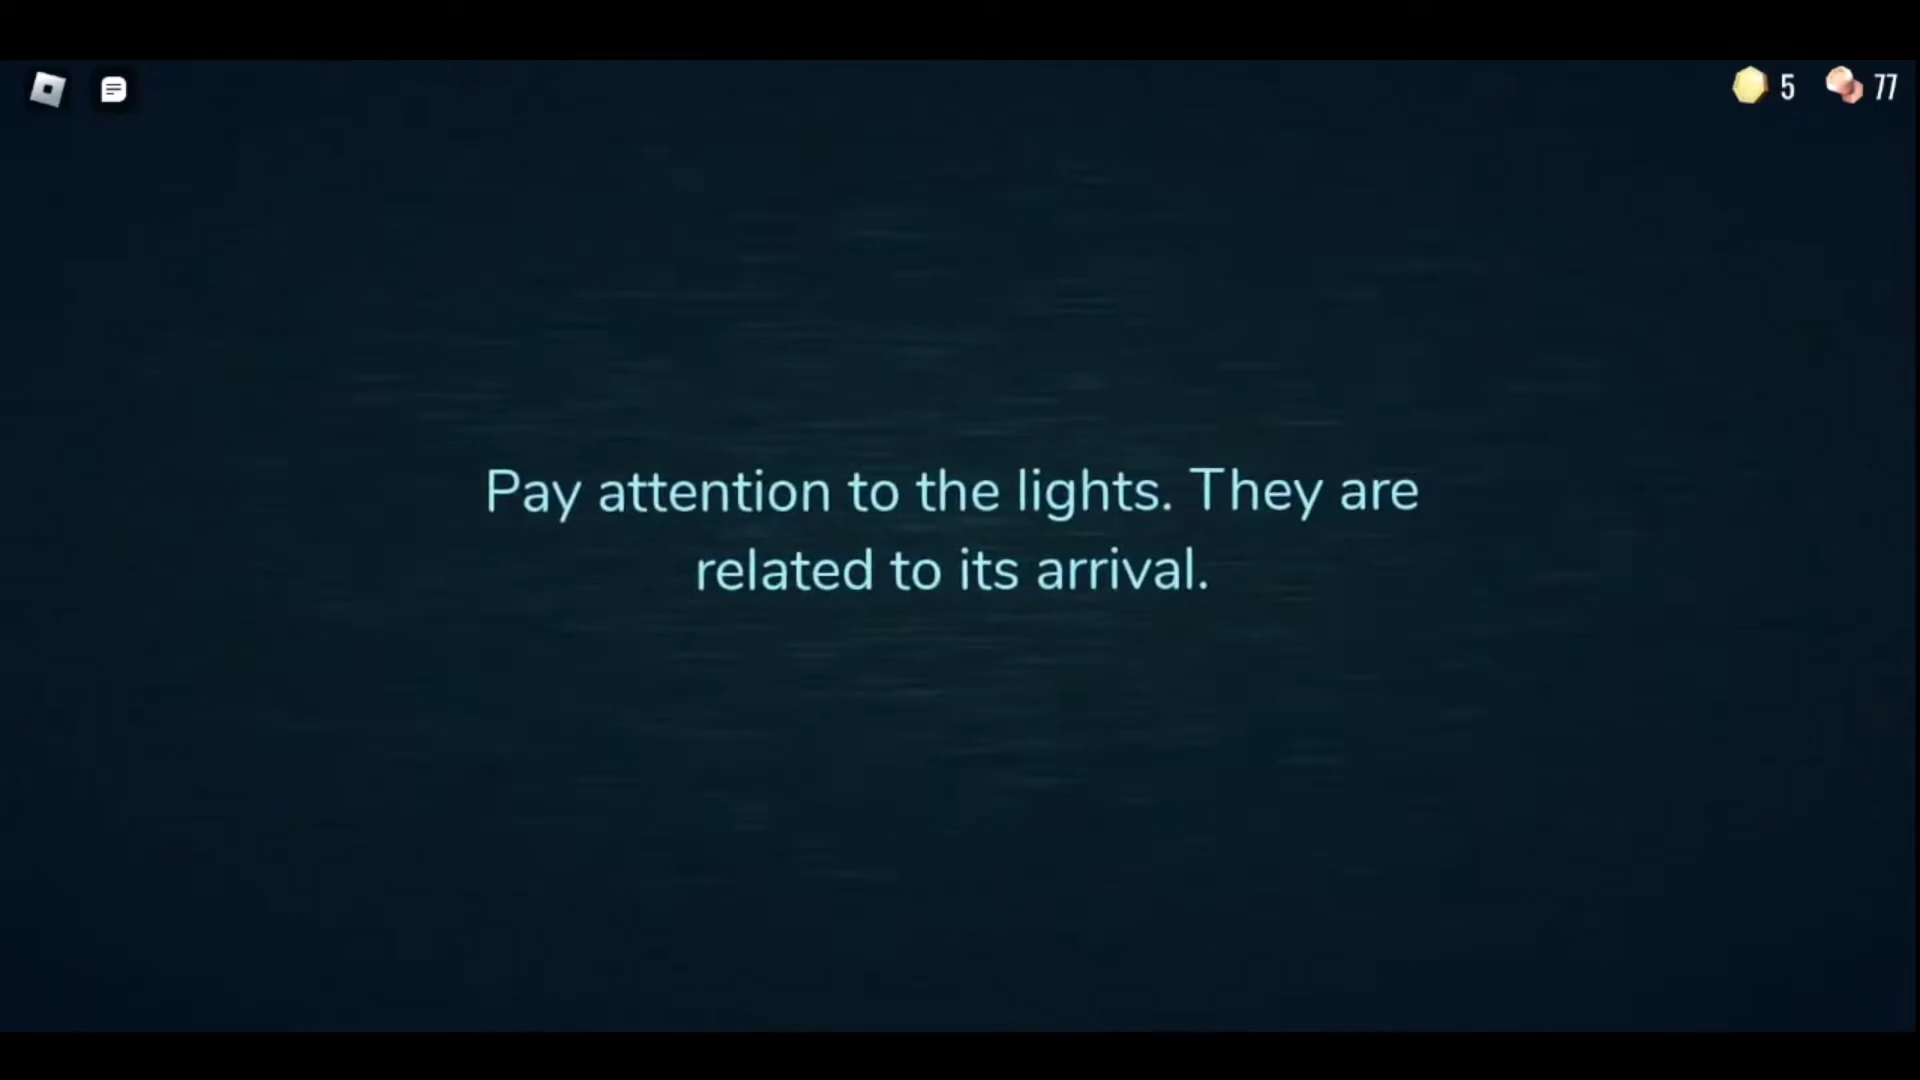 5 77
Pay attention to the lights. They are
related to its arrival.